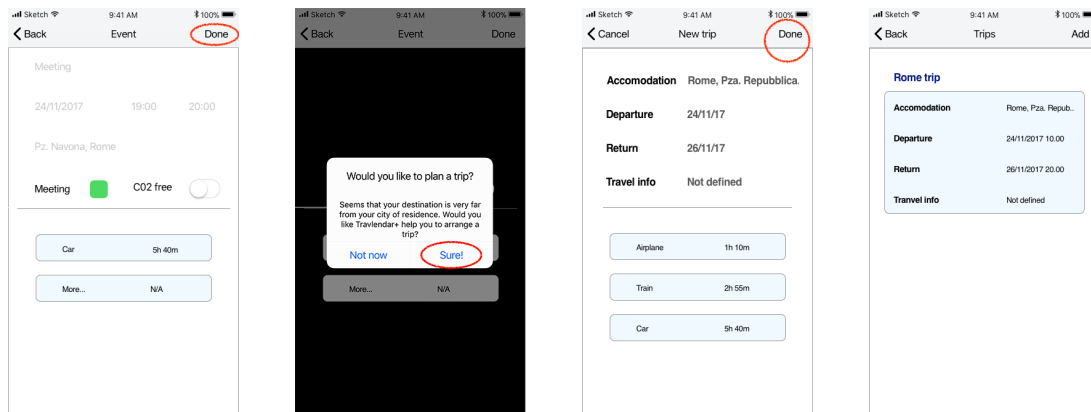 Sketch 9:41 AM 100%
Back Event Done
Meeting
24/11/2017 19:00 20:00
Pz. Navona, Rome
Meeting C02 free
Car 5h 40m
More... N/A
Sketch 9:41 AM 100%
Back Event Done
Would you like to plan a trip?
Seems that your destination is very far
from your city of residence. Would you
like Travlendar+ help you to arrange a
trip?
Not now Sure!
More... N/A
Sketch 9:41 AM 100%
Cancel New trip Done
Accomodation Rome, Pza. Repubblica.
Departure 24/11/17
Return 26/11/17
Travel info Not defined
Airplane 1h 10m
Train 2h 55m
Car 5h 40m
Sketch 9:41 AM 100%
Back Trips Add
Rome trip
Accomodation Rome, Pza. Repub..
Departure 24/11/2017 10.00
Return 26/11/2017 20.00
Tranvel info Not defined